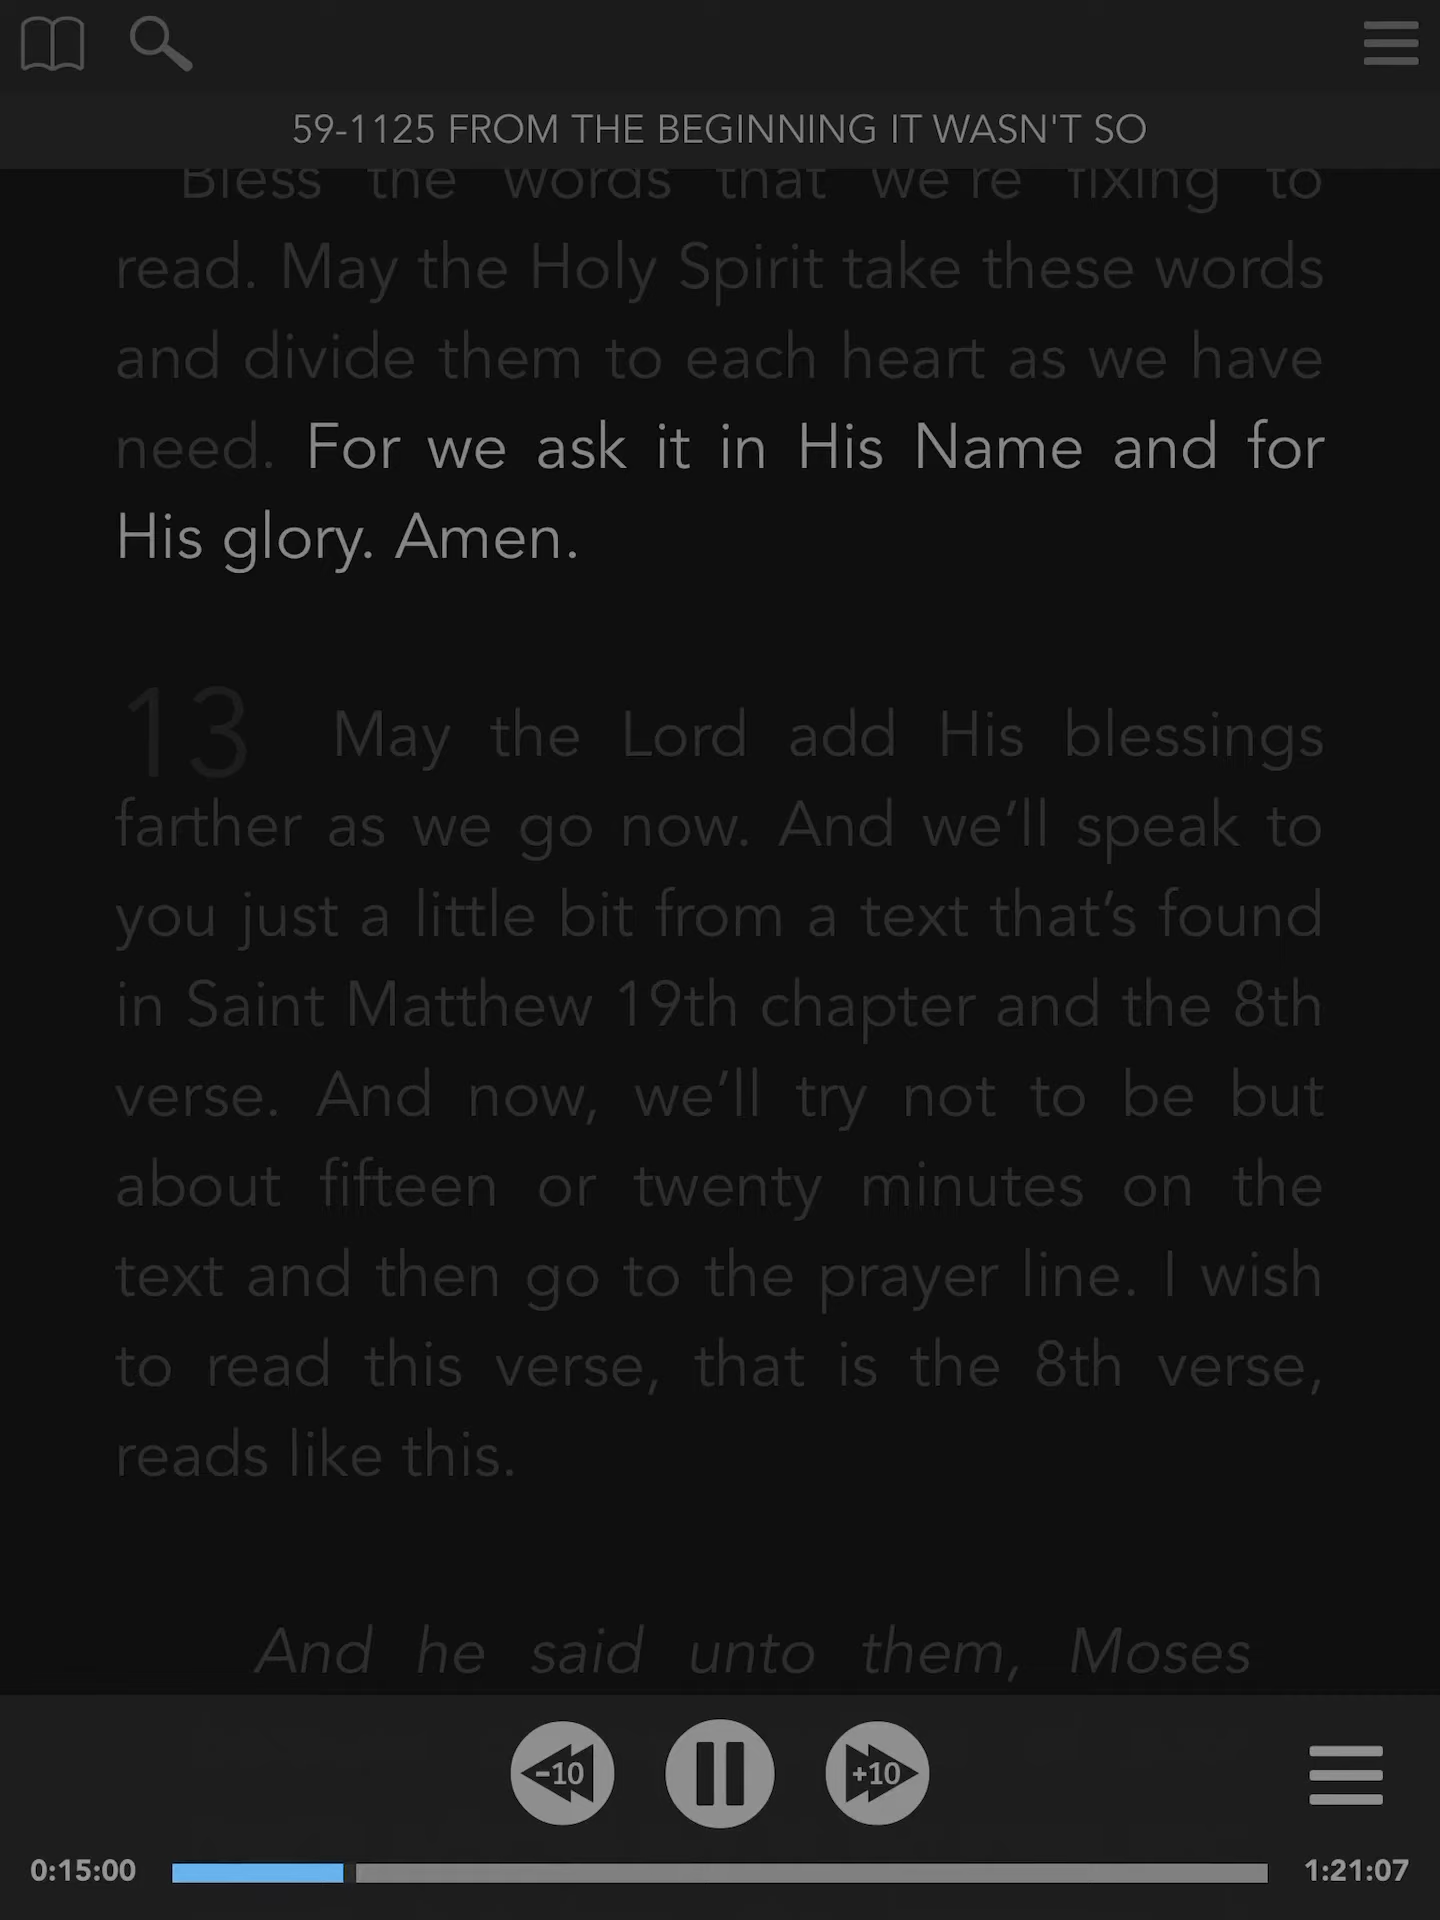 59-1125 FROM THE BEGINNING IT WASN'T SO
Bless the words that we're fixing to
read. May the Holy Spirit take these words
and divide them to each heart as we have
need. For we ask it in His Name and for
His glory. Amen.
13 May the Lord add His blessings
farther as we go now. And we’ll speak to
you just a little bit from a text that’s found
in Saint Matthew 19th chapter and the 8th
verse. And now, we’ll try not to be but
about fifteen or twenty minutes on the
text and then go to the prayer line. I wish
to read this verse, that is the 8th verse,
reads like this.
And he said unto them, Moses
-10 +10
0:15:00 1:21:07